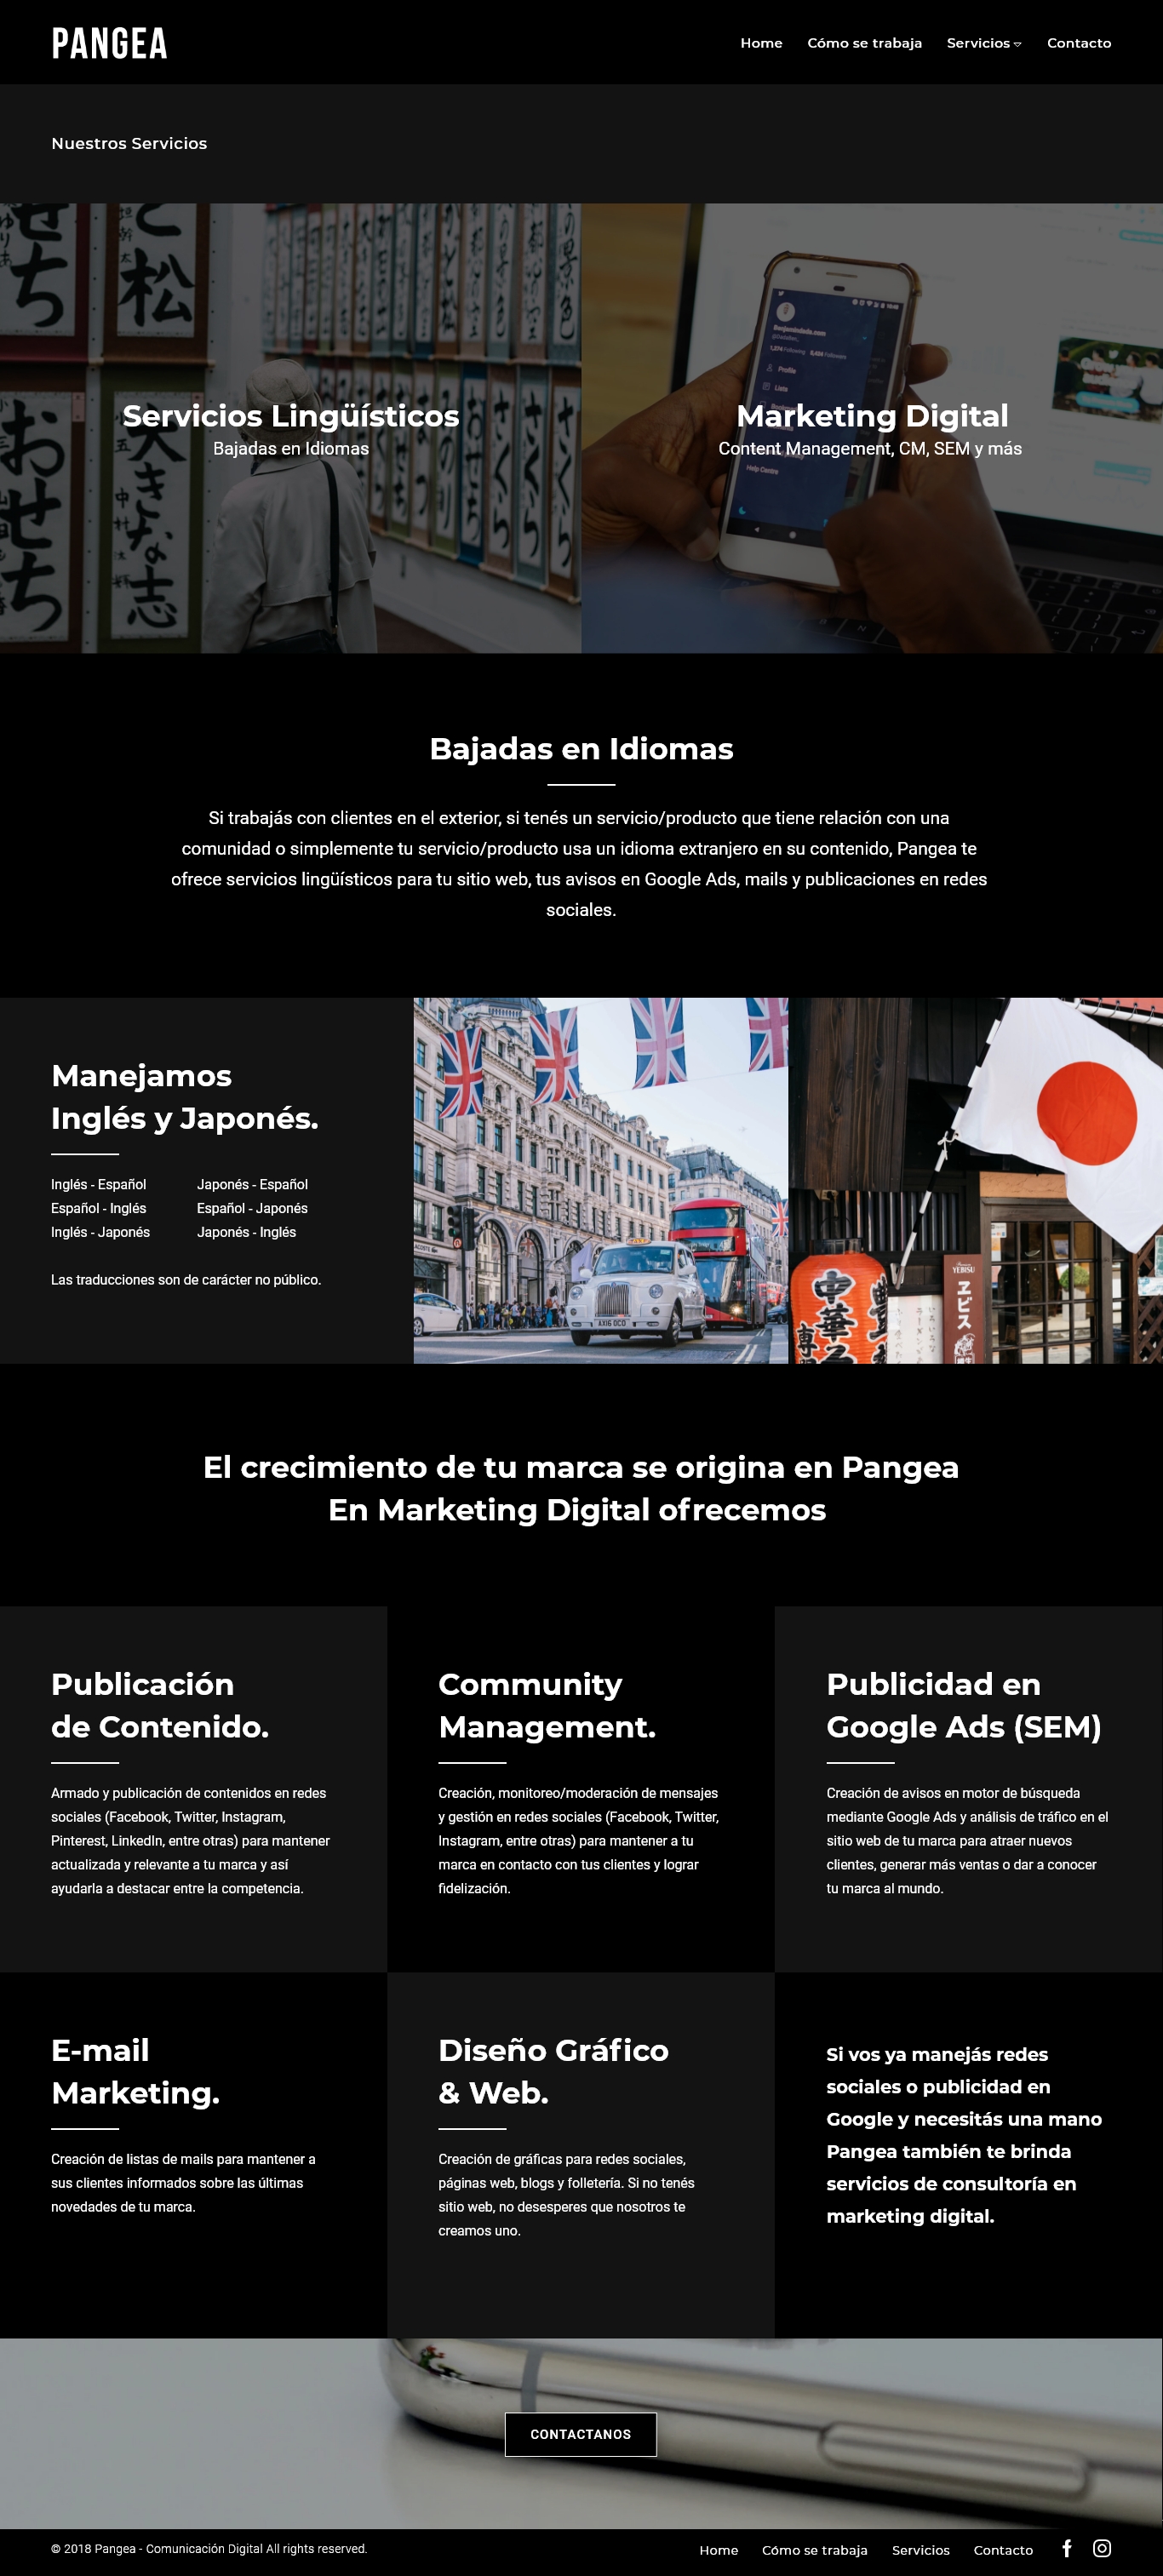 PANGEA
Home Cómo se trabaja Servicios Contacto
Nuestros Servicios
Servicios Lingüísticos
Bajadas en Idiomas
Marketing Digital
Content Management, CM, SEM y más
Profile
Lists
Help Centre
Bajadas en Idiomas
Si trabajás con clientes en el exterior, si tenés un servicio/producto que tiene relación con una
comunidad o simplemente tu servicio/producto usa un idioma extranjero en su contenido, Pangea te
ofrece servicios lingüísticos para tu sitio web, tus avisos en Google Ads, mails y publicaciones en redes
sociales.
Manejamos
Inglés y Japonés.
Inglés - Español
Español - Inglés
Inglés - Japonés
Japonés - Español
Español - Japonés
Japonés - Inglés
Las traducciones son de carácter no público.
中華
専門
YEBISU
ヱビス
El crecimiento de tu marca se origina en Pangea
En Marketing Digital ofrecemos
Publicación
de Contenido.
Armado y publicación de contenidos en redes
sociales (Facebook, Twitter, Instagram,
Pinterest, LinkedIn, entre otras) para mantener
actualizada y relevante a tu marca y así
ayudarla a destacar entre la competencia.
Community
Management.
Creación, monitoreo/moderación de mensajes
y gestión en redes sociales (Facebook, Twitter,
Instagram, entre otras) para mantener a tu
marca en contacto con tus clientes y lograr
fidelización.
Publicidad en
Google Ads (SEM)
Creación de avisos en motor de búsqueda
mediante Google Ads y análisis de tráfico en el
sitio web de tu marca para atraer nuevos
clientes, generar más ventas o dar a conocer
tu marca al mundo.
E-mail
Marketing.
Creación de listas de mails para mantener a
sus clientes informados sobre las últimas
novedades de tu marca.
Diseño Gráfico
& Web.
Creación de gráficas para redes sociales,
páginas web, blogs y folletería. Si no tenés
sitio web, no desesperes que nosotros te
creamos uno.
Si vos ya manejás redes
sociales o publicidad en
Google y necesitás una mano
Pangea también te brinda
servicios de consultoría en
marketing digital.
CONTACTANOS
© 2018 Pangea - Comunicación Digital All rights reserved.
Home Cómo se trabaja Servicios Contacto